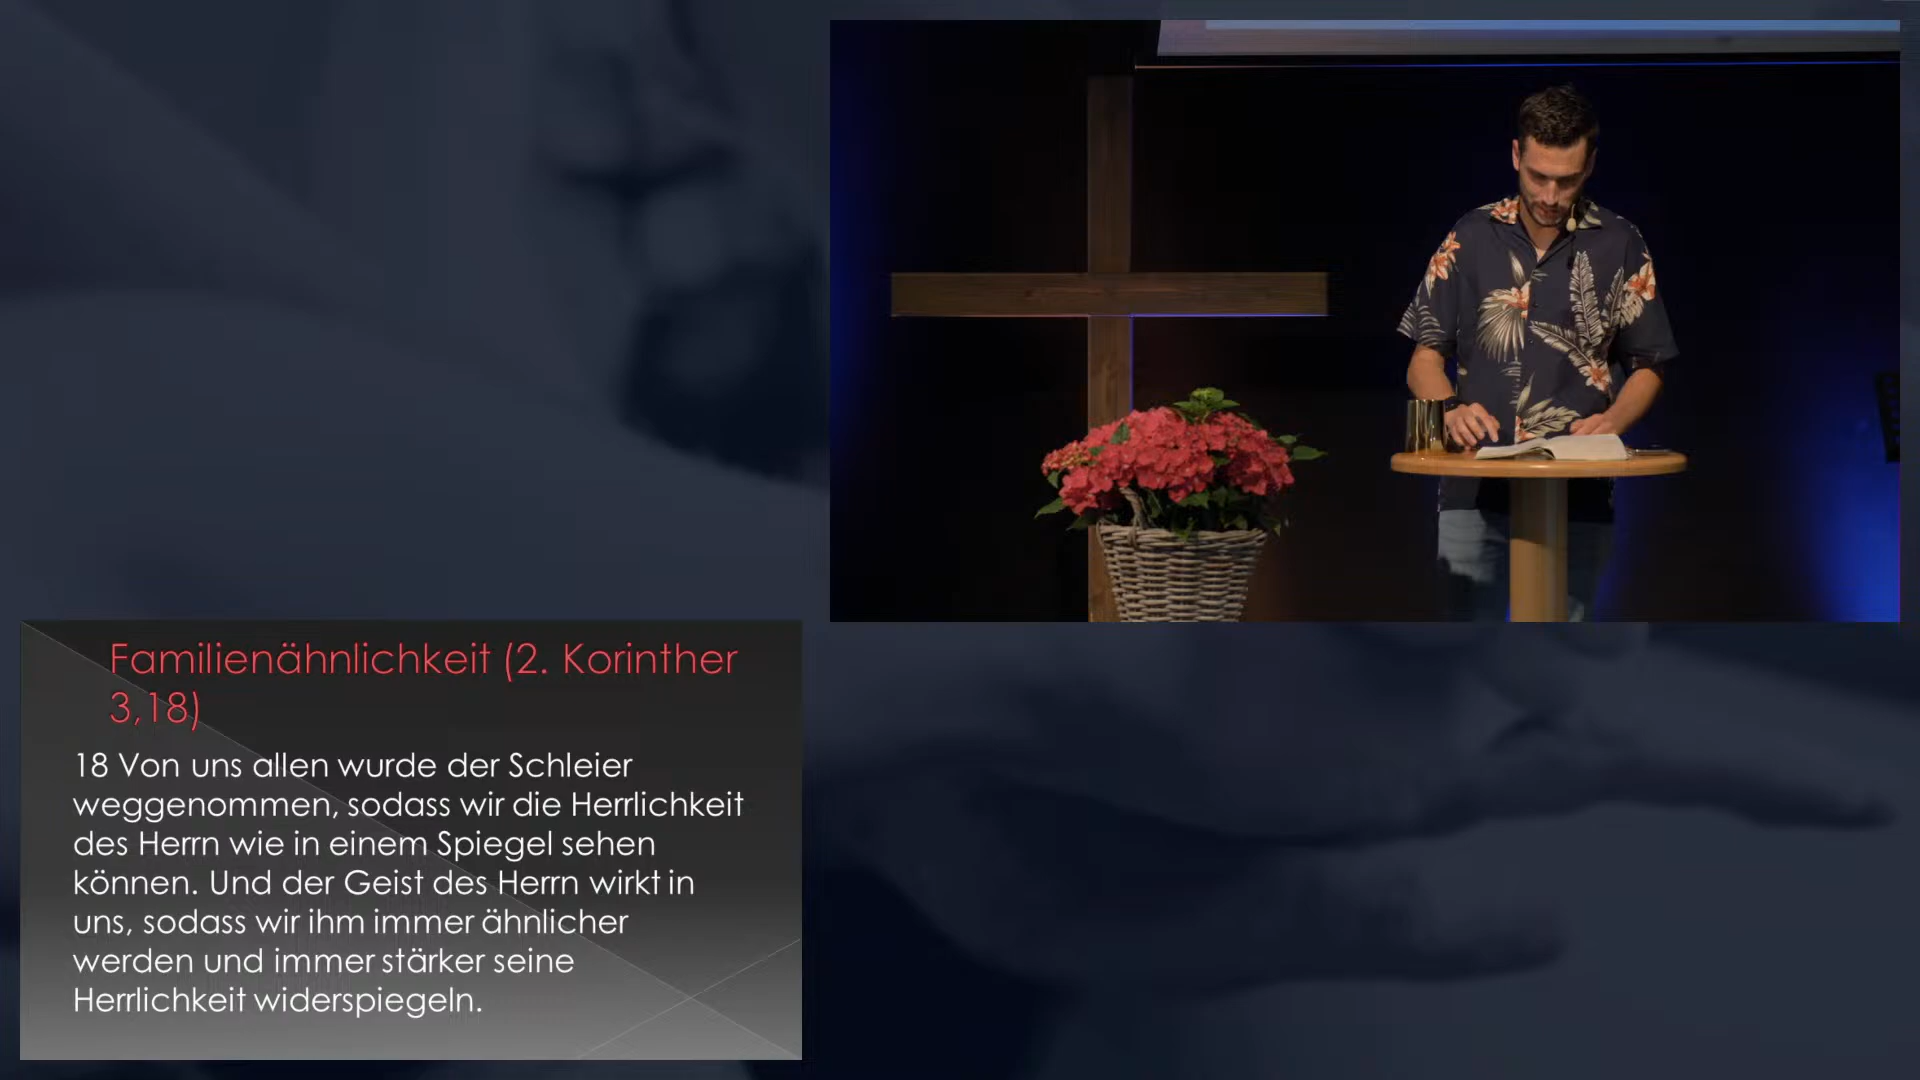 Familienähnlichkeit (2. Korinther
3,18)
18 Von uns allen wurde der Schleier
weggenommen, sodass wir die Herrlichkeit
des Herrn wie in einem Spiegel sehen
können. Und der Geist des Herrn wirkt in
uns, sodass wir ihm immer ähnlicher
werden und immer stärker seine
Herrlichkeit widerspiegeln.